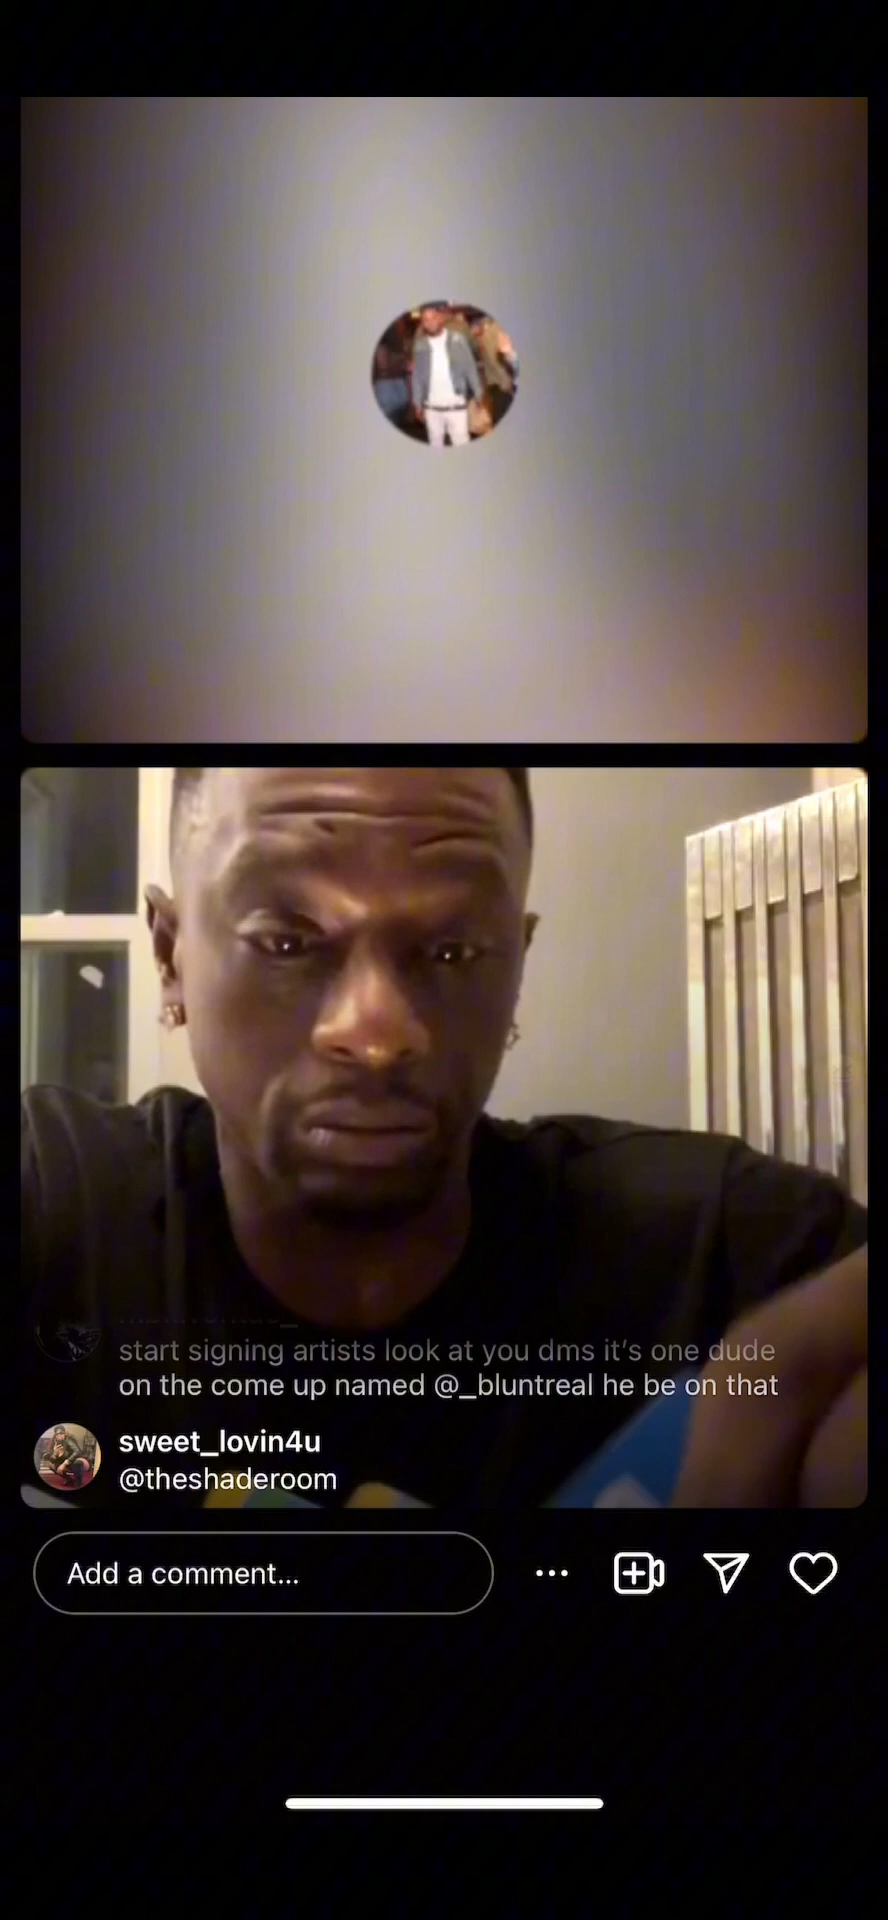 start signing artists look at you dms it’s one dude
on the come up named @_bluntreal he be on that
sweet_lovin4u
@theshaderoom
Add a comment...